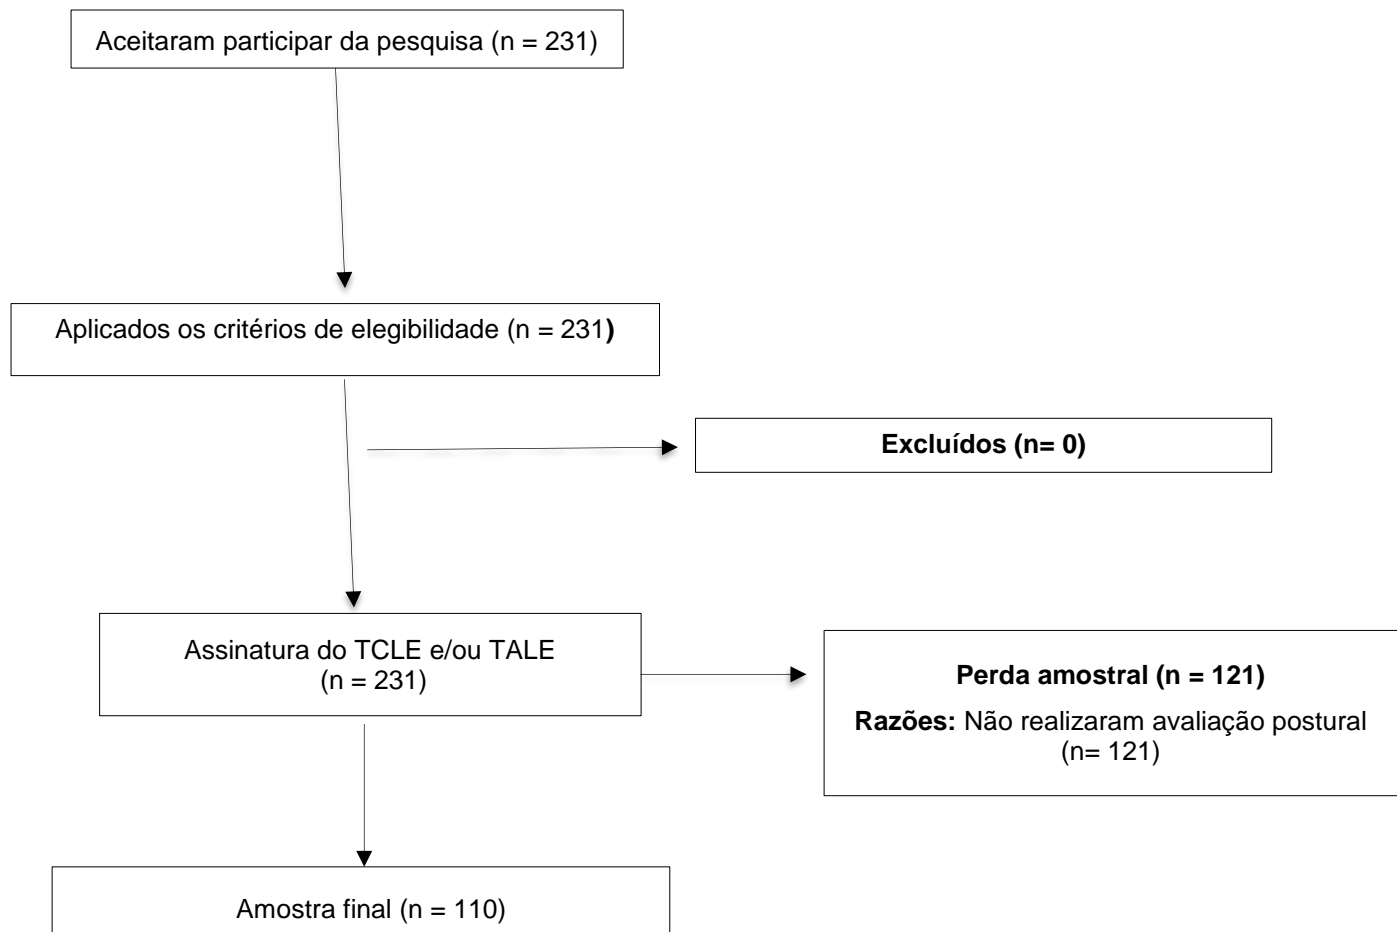 Aceitaram participar da pesquisa (n = 231)
Aplicados os critérios de elegibilidade (n = 231)
Excluídos (n= 0)
Assinatura do TCLE e/ou TALE
(n = 231)
Perda amostral (n = 121)
Razões: Não realizaram avaliação postural
(n= 121)
Amostra final (n = 110)